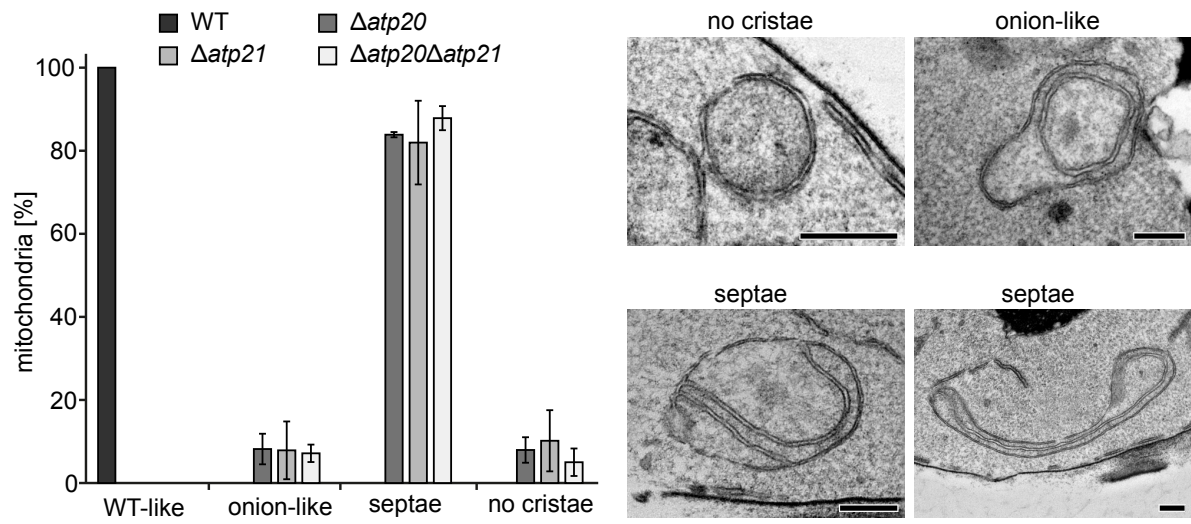 WT
Δatp20
Δatp21
Δatp20Δatp21
mitochondria [%]
100
80
60
40
20
0
WT-like
onion-like
septae
no cristae
no cristae
onion-like
septae
septae